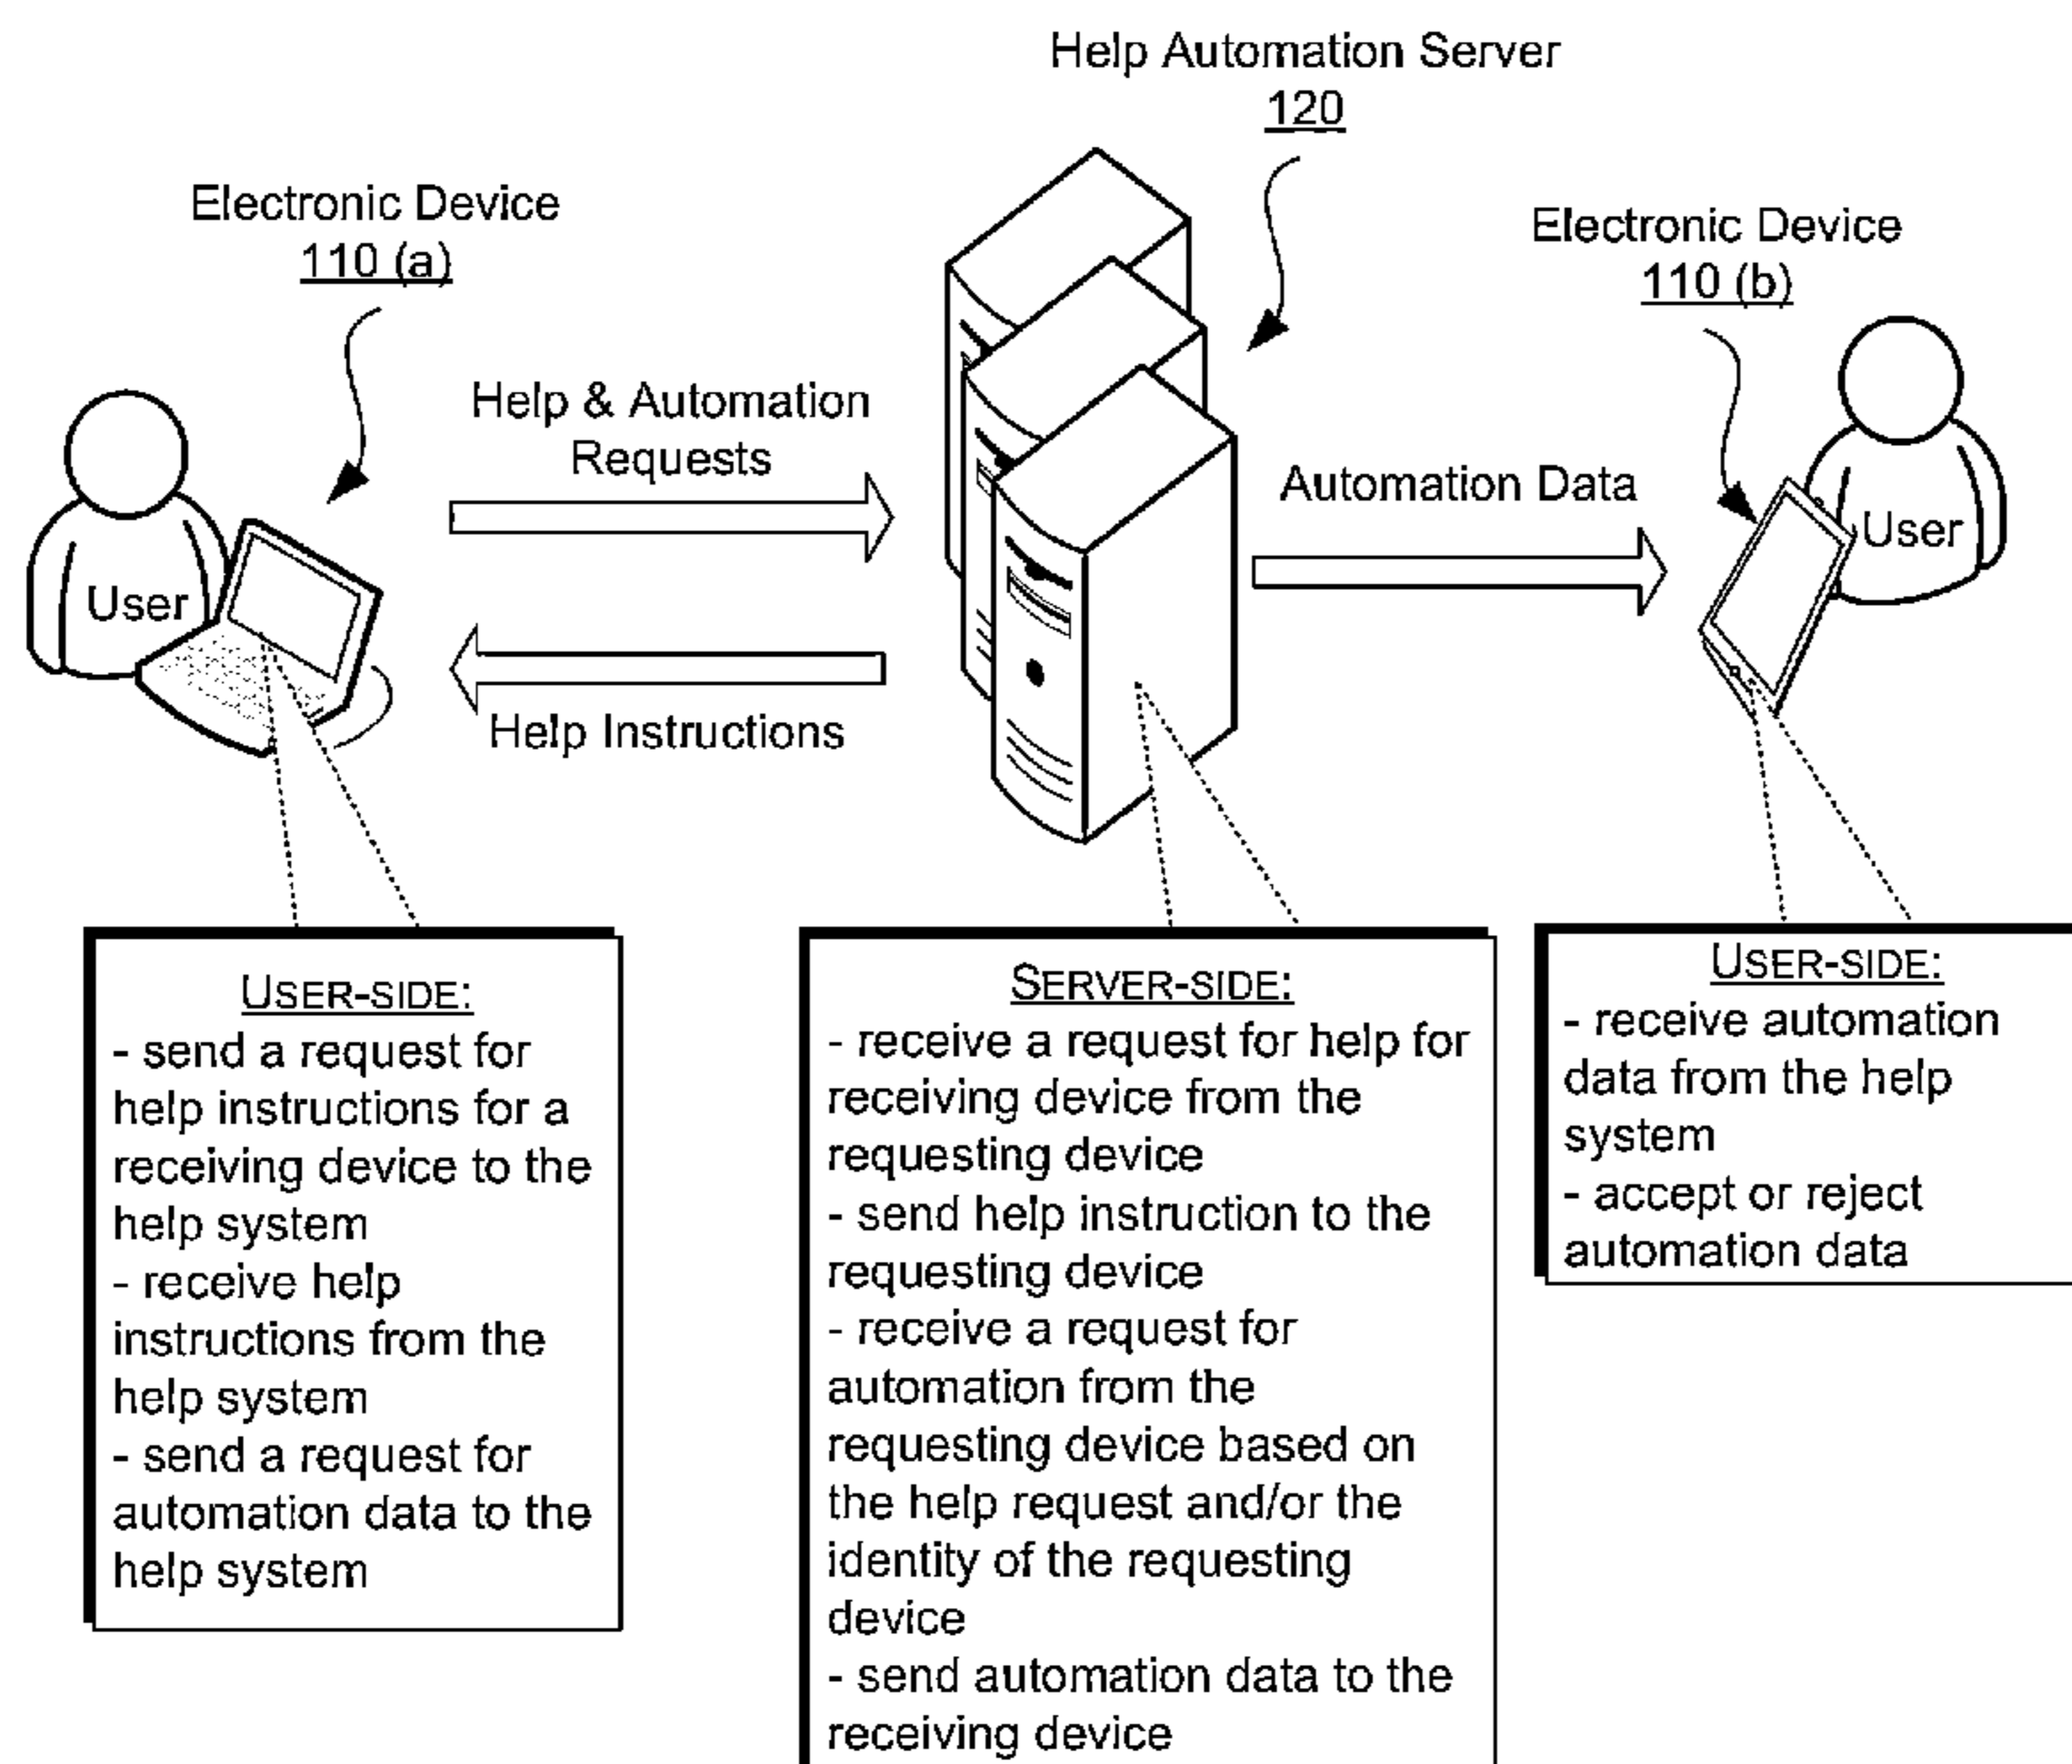 Help Automation Server
120
Electronic Device
110 (a)
Electronic Device
110 (b)
Help & Automation
Requests
Automation Data
User
User
Help Instructions
USER-SIDE:
- send a request for
help instructions for a
receiving device to the
help system
- receive help
instructions from the
help system
- send a request for
automation data to the
help system
SERVER-SIDE:
- receive a request for help for
receiving device from the
requesting device
- send help instruction to the
requesting device
- receive a request for
automation from the
requesting device based on
the help request and/or the
identity of the requesting
device
- send automation data to the
receiving device
USER-SIDE:
- receive automation
data from the help
system
- accept or reject
automation data